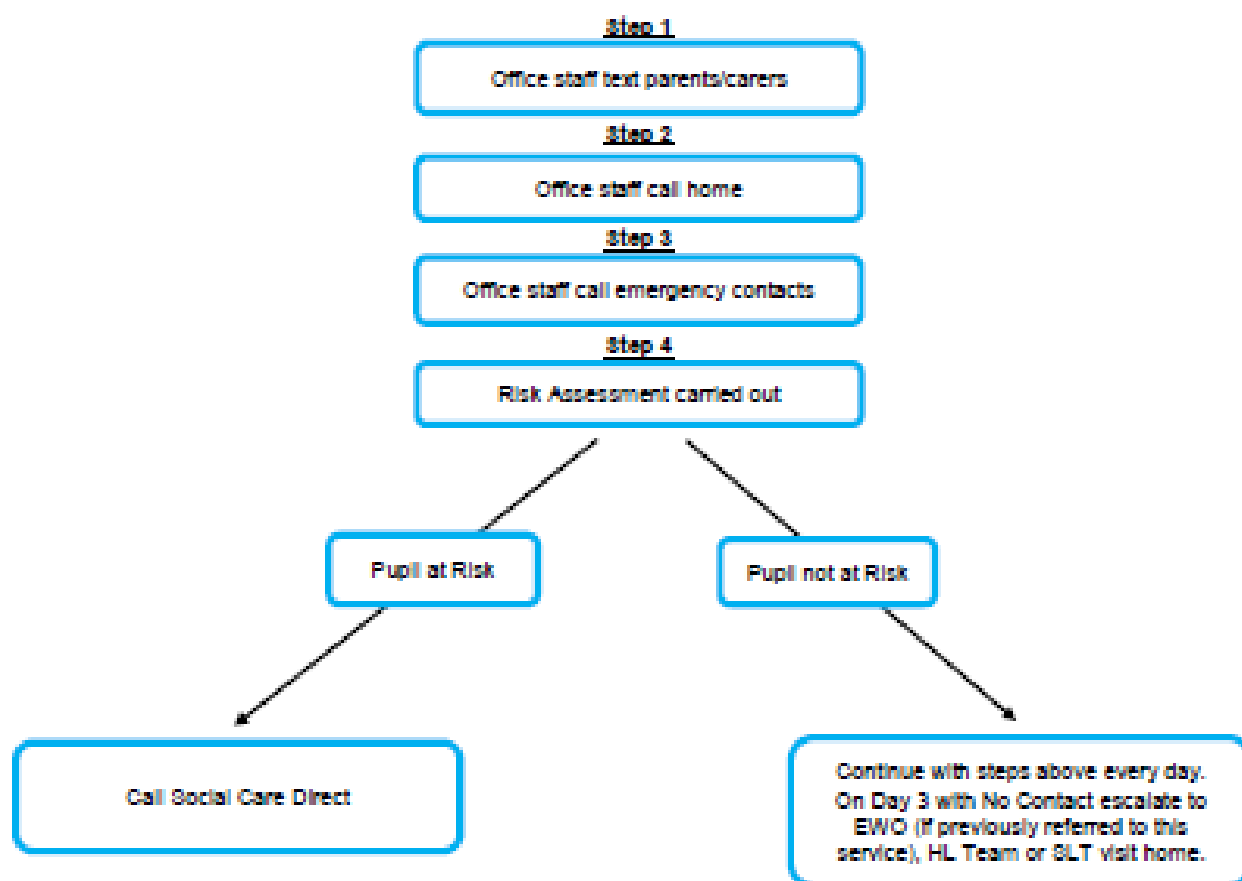 Step 1
Office staff text parents/carers
Step 2
Office staff call home
Step 3
Office staff call emergency contacts
Step 4
Risk Assessment carried out
Pupil at Risk
Pupil not at Risk
Call Social Care Direct
Continue with steps above every day.
On Day 3 with No Contact escalate to
EWO (if previously referred to this
service), HL Team or SLT visit home.